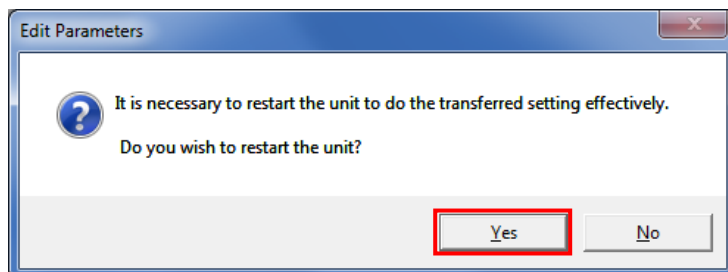 Edit Parameters
It is necessary to restart the unit to do the transferred setting effectively.
Do you wish to restart the unit?
Yes
No